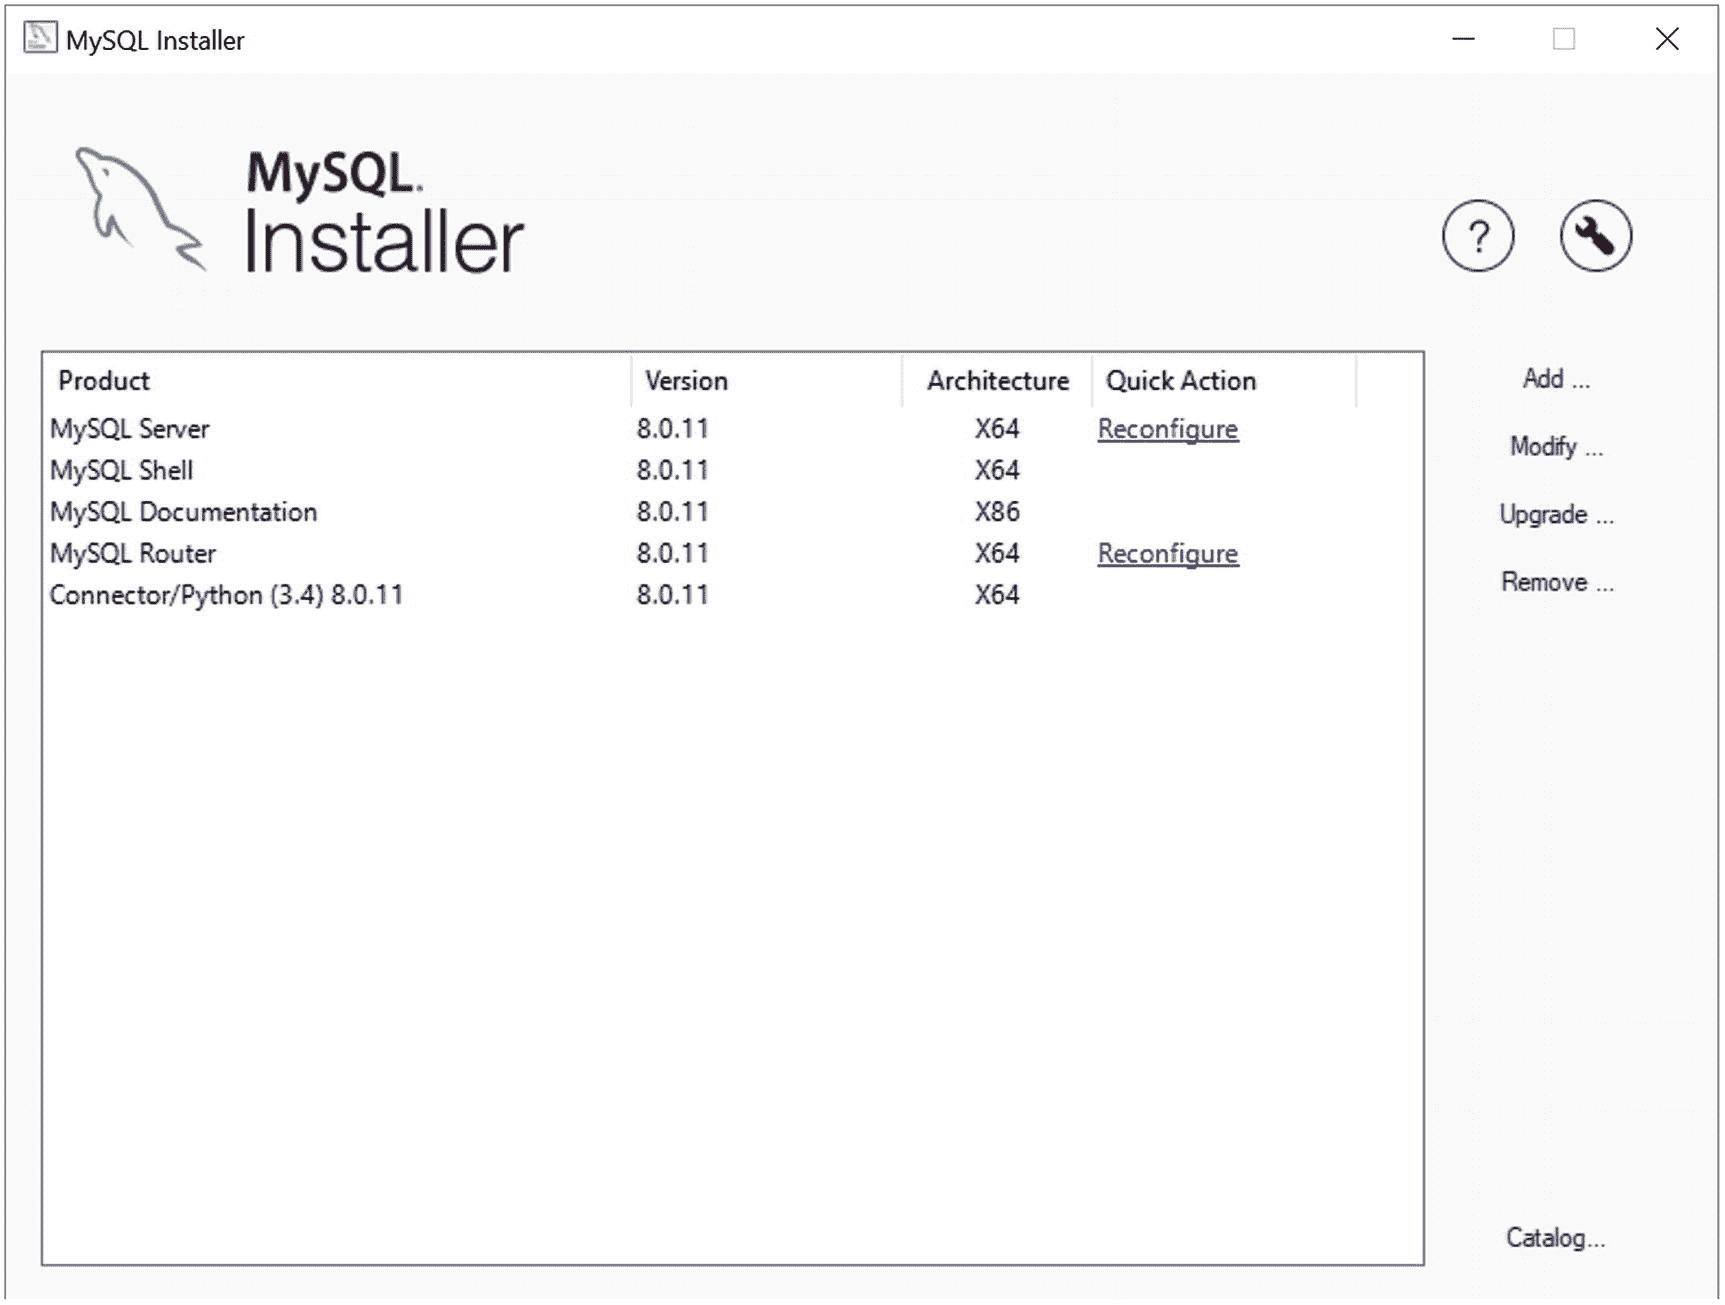 MySQL Installer
MySQL.
Installer
?
Product Version Architecture Quick Action
MySQL Server 8.0.11 X64 Reconfigure
MySQL Shell 8.0.11 X64
MySQL Documentation 8.0.11 X86
MySQL Router 8.0.11 X64 Reconfigure
Connector/Python (3.4) 8.0.11 8.0.11 X64
Add ...
Modify ...
Upgrade ...
Remove ...
Catalog...